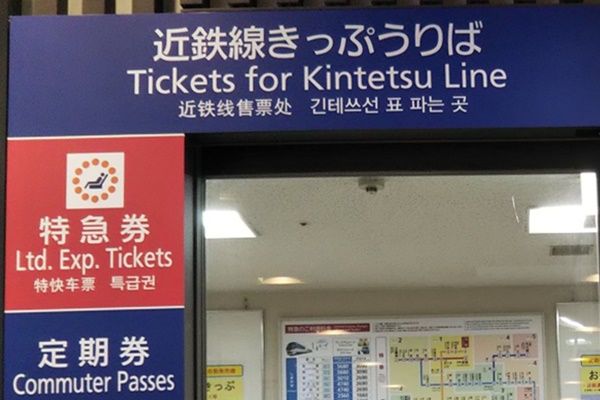 近鉄線きっぷうりば
Tickets for Kintetsu Line
近铁线售票处 긴테쓰선 표 파는 곳
特急券
Ltd. Exp. Tickets
特快车票 특급권
定期券
Commuter Passes